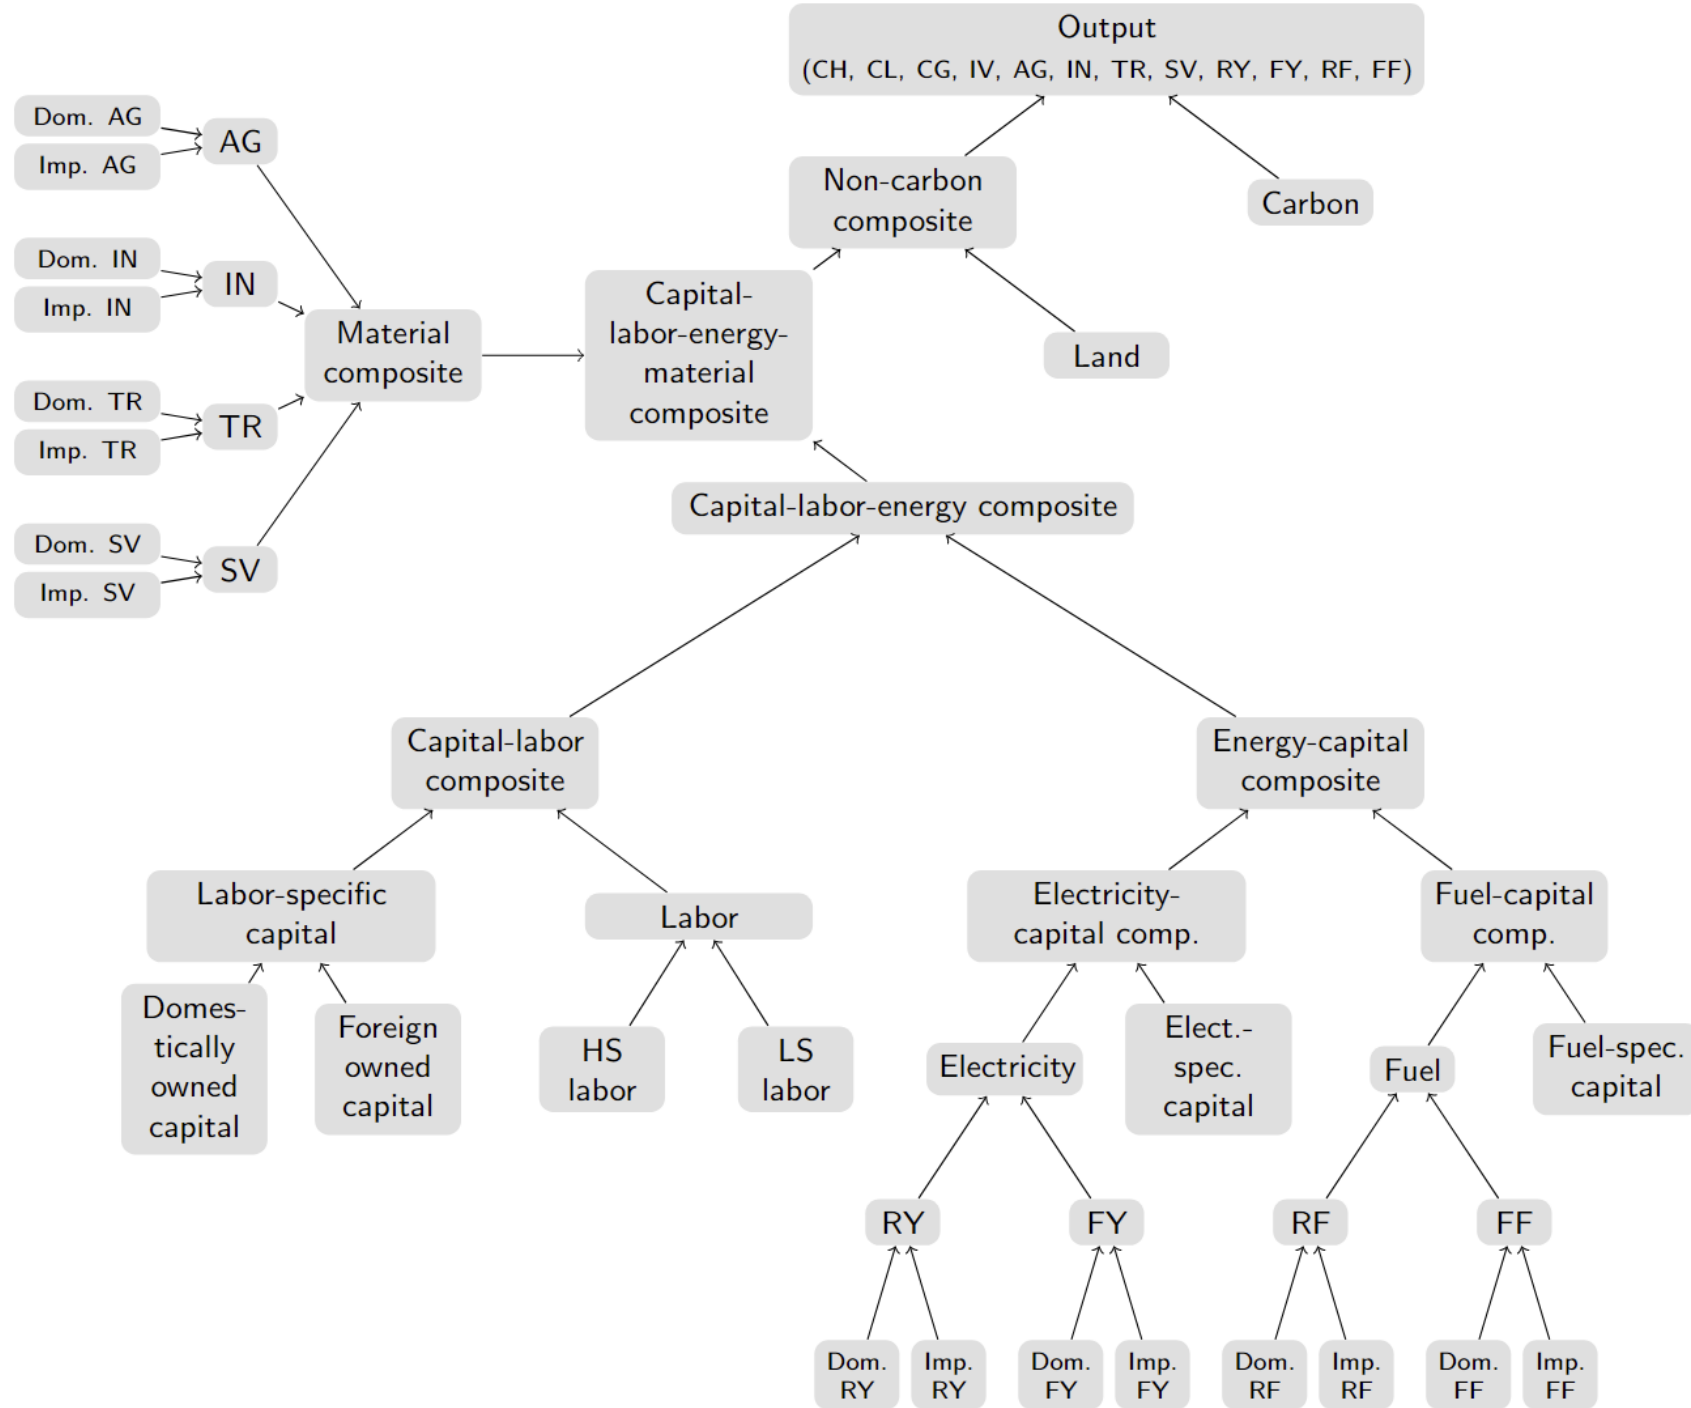 Output
(CH, CL, CG, IV, AG, IN, TR, SV, RY, FY, RF, FF)
Dom. AG
Imp. AG
AG
Non-carbon
composite
Carbon
Dom. IN
Imp. IN
IN
Material
composite
Capital-
labor-energy-
material
composite
Land
Dom. TR
Imp. TR
TR
Capital-labor-energy composite
Dom. SV
Imp. SV
SV
Capital-labor
composite
Energy-capital
composite
Labor-specific
capital
Labor
Electricity-
capital comp.
Fuel-capital
comp.
Domes-
tically
owned
capital
Foreign
owned
capital
HS
labor
LS
labor
Electricity
Elect.-
spec.
capital
Fuel
Fuel-spec.
capital
RY
FY
RF
FF
Dom.
RY
Imp.
RY
Dom.
FY
Imp.
FY
Dom.
RF
Imp.
RF
Dom.
FF
Imp.
FF